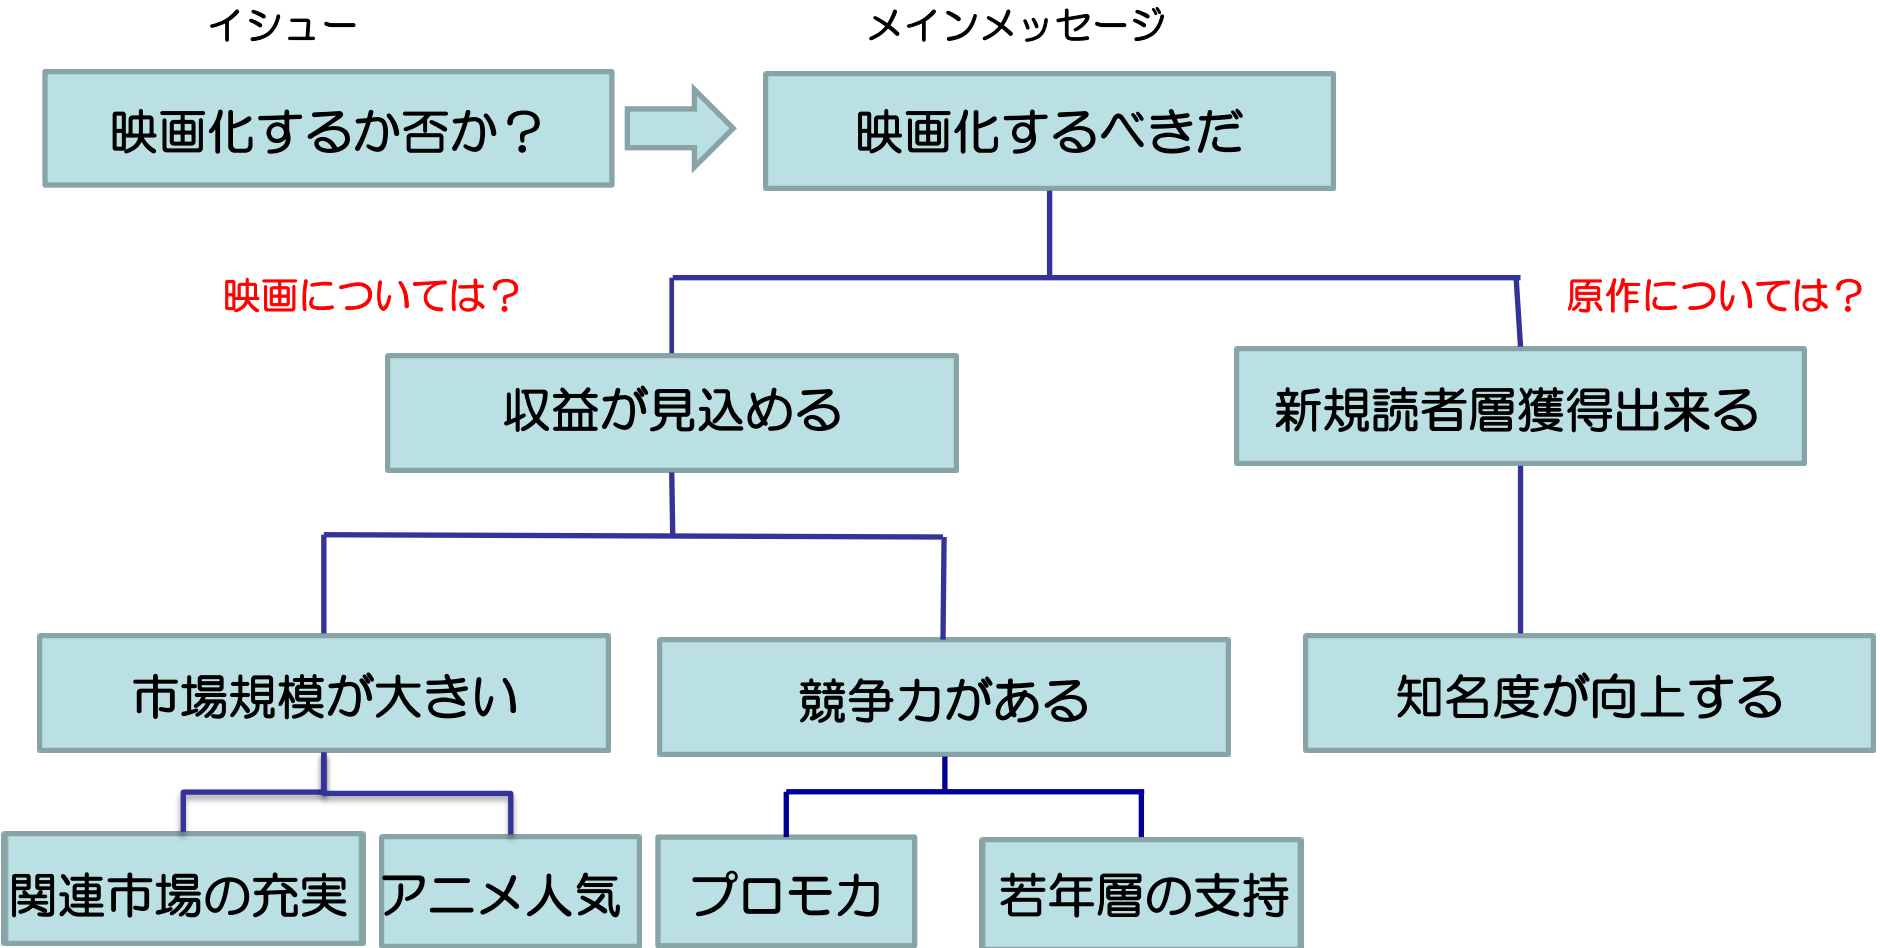 イシュー
メインメッセージ
映画化するか否か？
映画化するべきだ
映画については？
原作については？
収益が見込める
新規読者層獲得出来る
市場規模が大きい
競争力がある
知名度が向上する
関連市場の充実
アニメ人気
プロモ力
若年層の支持